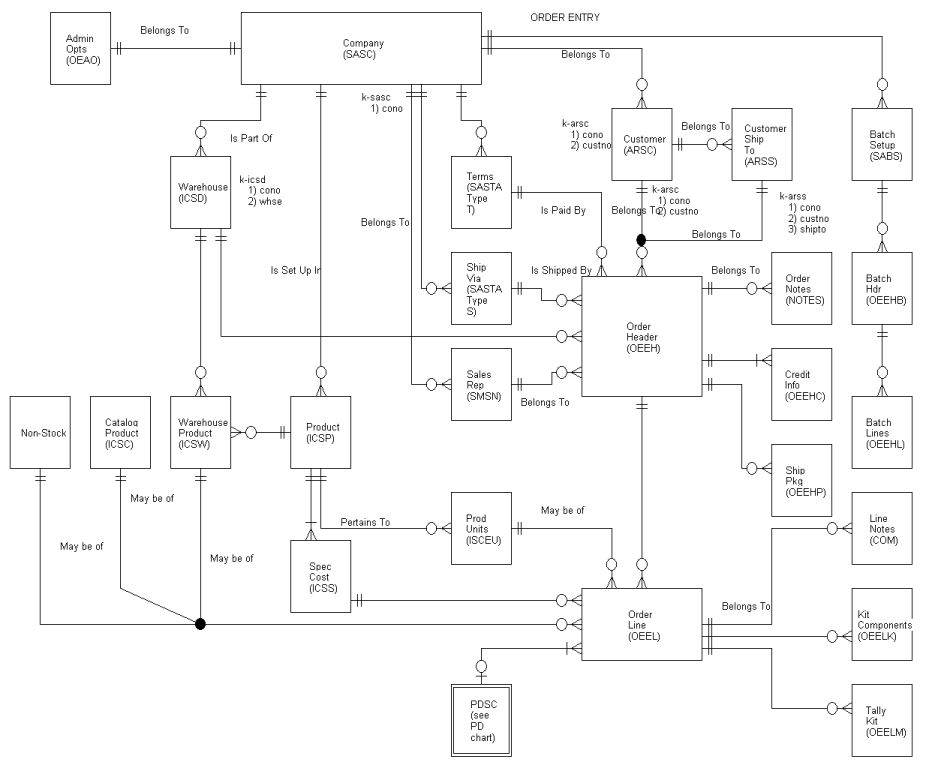 ORDER ENTRY
Admin
Opts
(OEAO)
Belongs To
Company
(SASC)
Belongs To
k-sasc
1) cono
Is Part Of
k-arsc
1) cono
2) custno
Customer
(ARSC)
Belongs To
Customer
Ship
To
(ARSS)
Batch
Setup
(SABS)
Warehouse
(ICSD)
k-icsd
1) cono
2) whse
Terms
(SASTA
Type
T)
Is Paid By
k-arsc
1) cono
2) custno
Belongs To
k-arss
1) cono
2) custno
3) shipto
Belongs To
Belongs To
Is Set Up In
Ship
Via
(SASTA
Type
S)
Is Shipped By
Order
Header
(OEEH)
Belongs To
Order
Notes
(NOTES)
Batch
Hdr
(OEEHB)
Sales
Rep
(SMSN)
Belongs To
Credit
Info
(OEEHC)
Non-Stock
Catalog
Product
(ICSC)
Warehouse
Product
(ICSW)
Product
(ICSP)
Batch
Lines
(OEEHL)
Ship
Pkg
(OEEHP)
May be of
Pertains To
Prod
Units
(ISCEU)
May be of
Line
Notes
(COM)
May be of
May be of
Spec
Cost
(ICSS)
Order
Line
(OEEL)
Belongs To
Kit
Components
(OEELK)
PDSC
(see
PD
chart)
Tally
Kit
(OEELM)